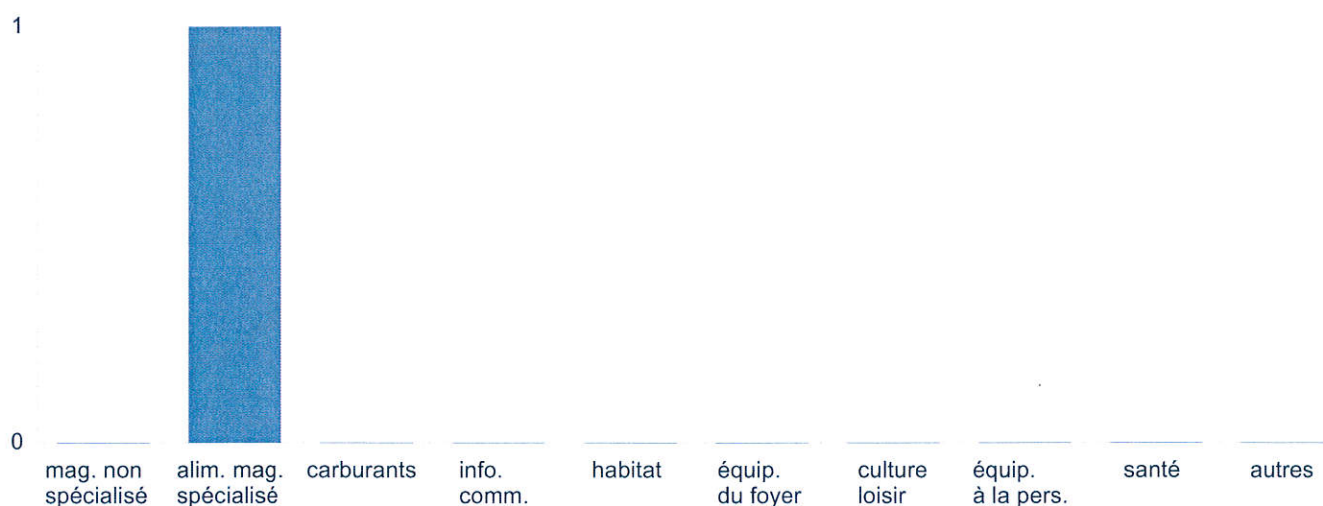 1
0
mag. non
spécialisé
alim. mag.
spécialisé
carburants
info.
comm.
habitat
équip.
du foyer
culture
loisir
équip.
à la pers.
santé
autres